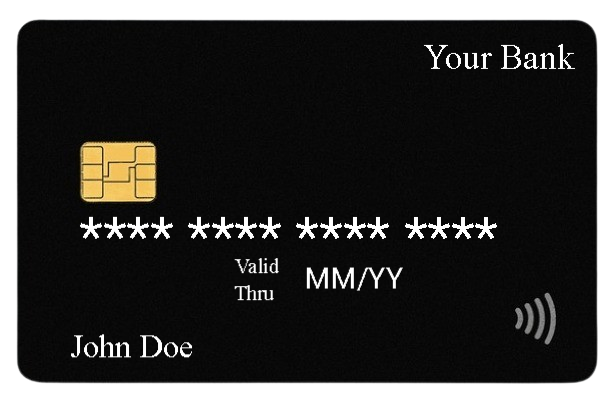 Your Bank
**** **** **** ****
Valid
Thru
MM/YY
John Doe